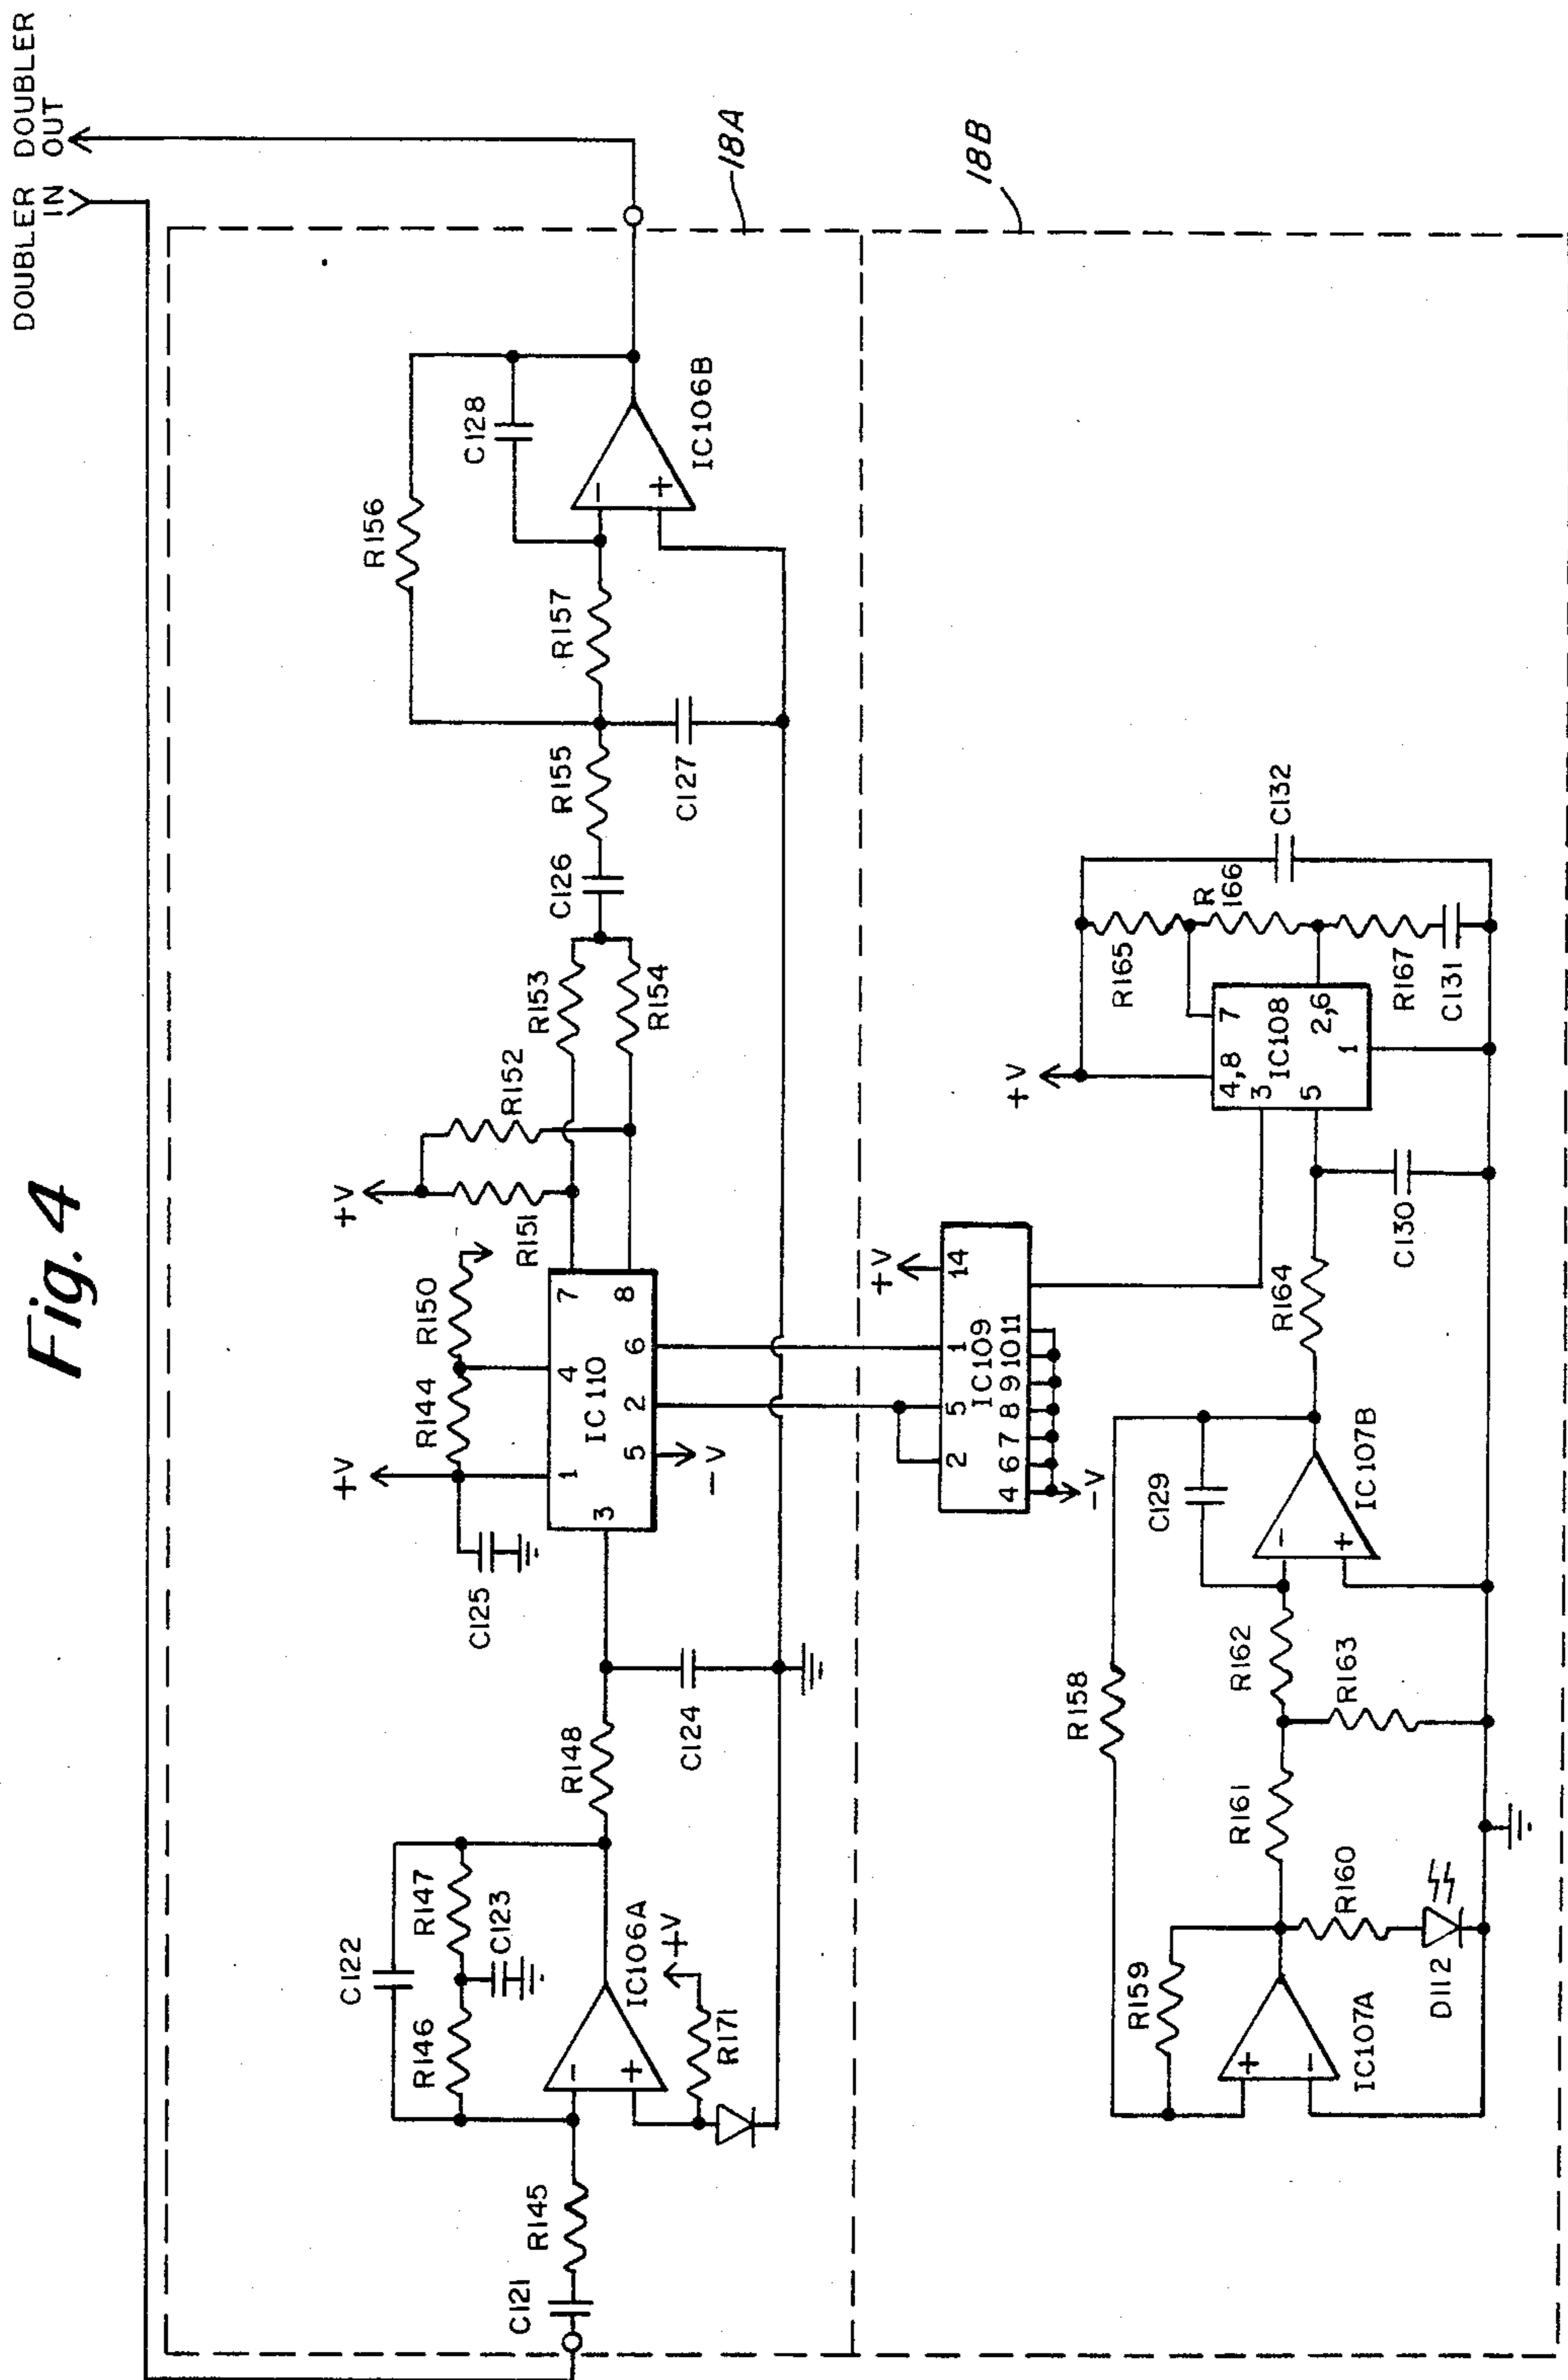 Fig. 4
DOUBLER IN
DOUBLER OUT
18A
C121
R145
C122
R146
R147
C123
-
+
IC106A
R171
+V
R148
C124
C125
+V
R144
R150
3
1
4
7
IC110
5
2
6
8
-V
+V
R151
R152
R153
R154
C126
R155
C127
R157
R156
C128
-
+
IC106B
18B
+V
2
5
1
14
IC109
4
6
7
8
9
10
11
-V
R158
R159
+
-
IC107A
R160
D112
R161
R162
R163
C129
-
+
IC107B
R164
C130
+V
4,8
7
3
IC108
5
2,6
1
R165
R166
R167
C131
C132